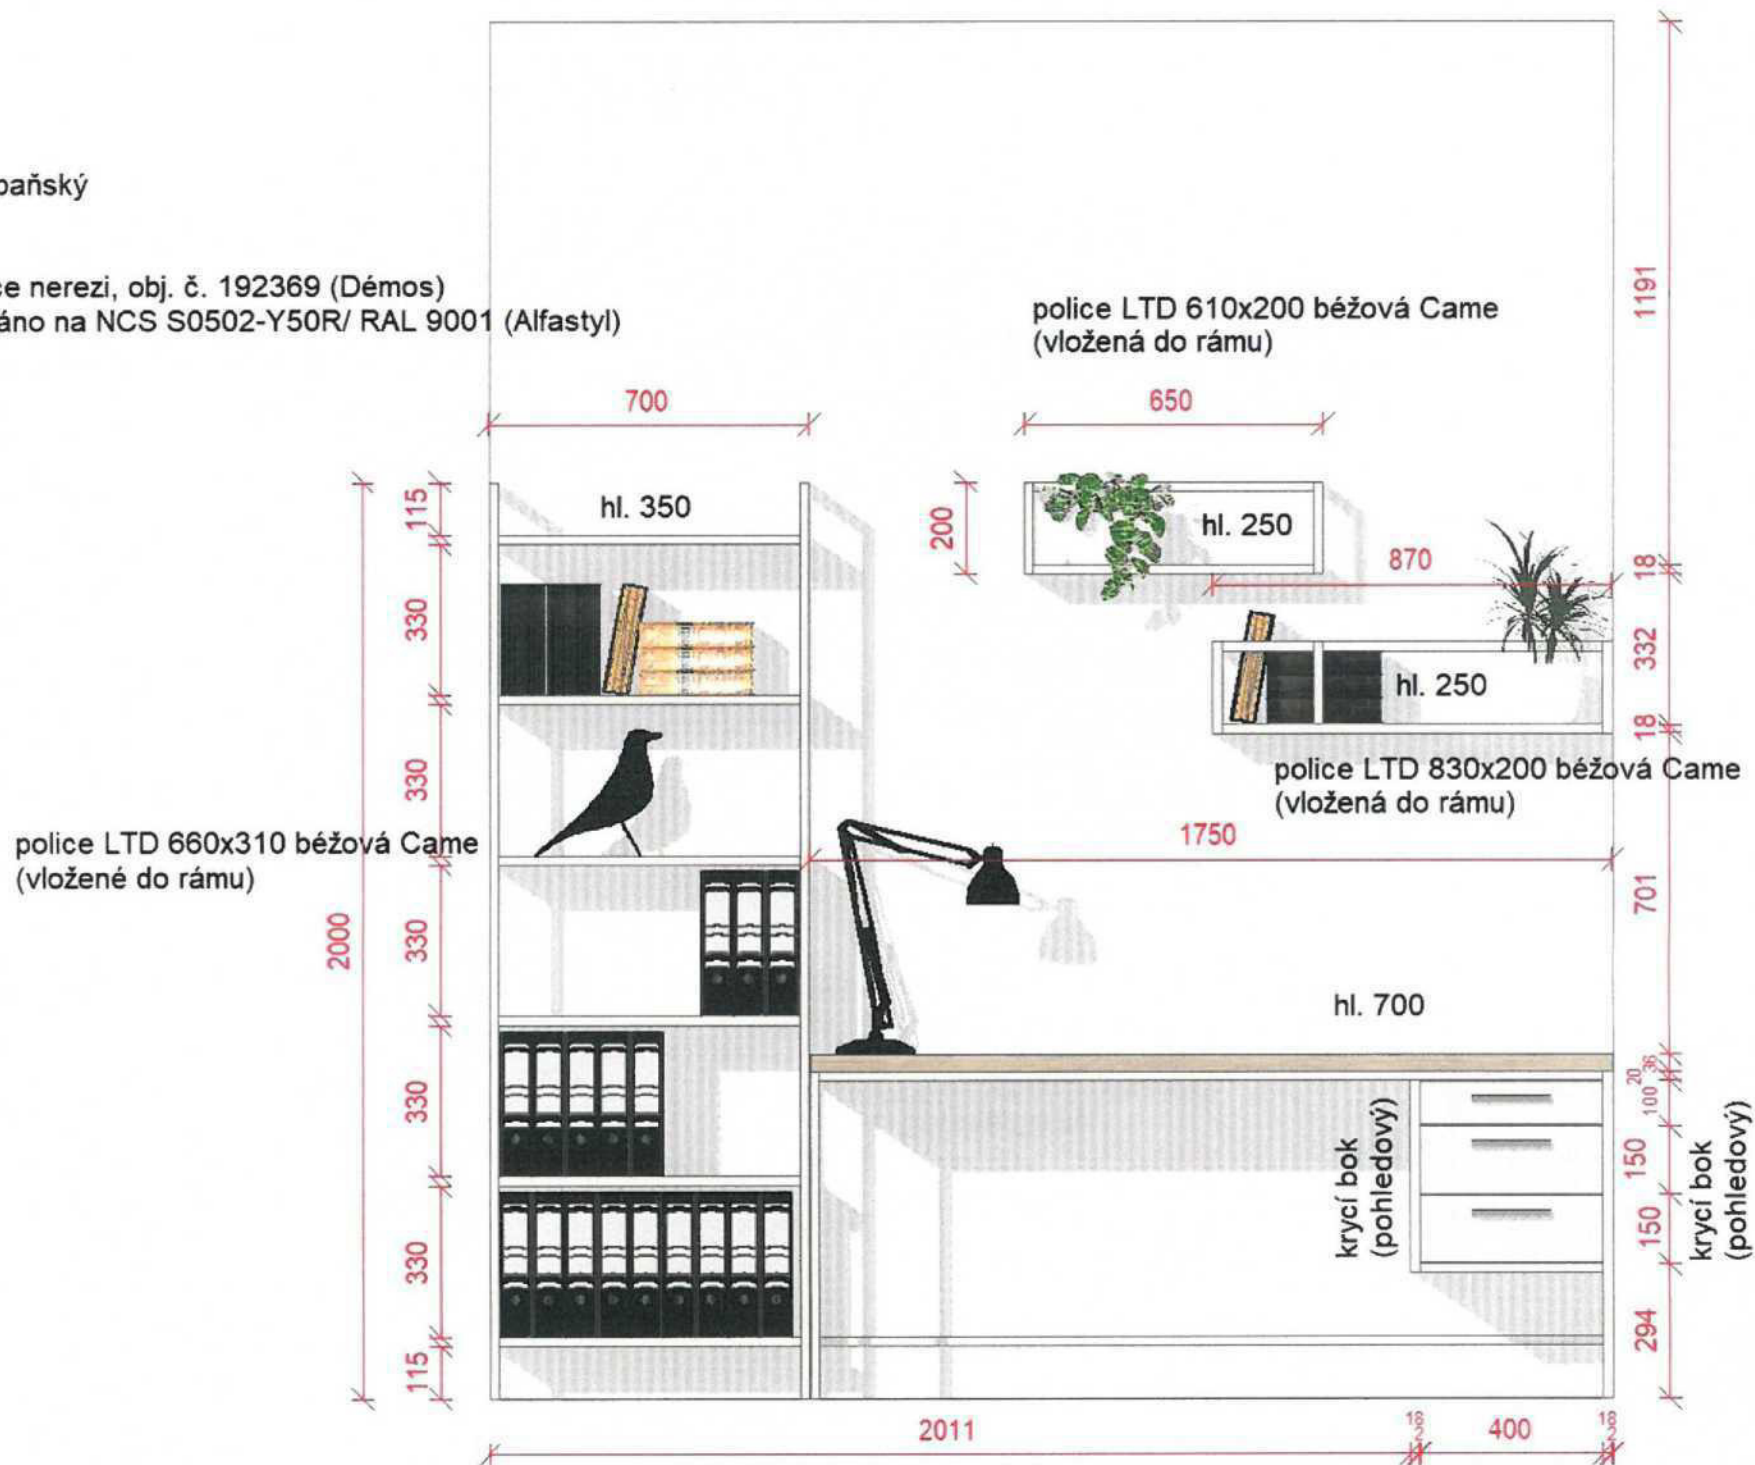 ce nerezi, obj. č. 192369 (Démos)
na NCS S0502-Y50R/ RAL 9001 (Alfastyl)
police LTD 610x200 béžová Came
(vložená do rámu)
700
650
115
hl. 350
200
hl. 250
870
1191
18
330
332
hl. 250
18
police LTD 830x200 béžová Came
(vložená do rámu)
330
1750
police LTD 660x310 béžová Came
(vložené do rámu)
2000
330
701
hl. 700
330
36
20
100
150
150
krycí bok
(pohledový)
krycí bok
(pohledový)
330
294
115
2011
18
2
400
18
2